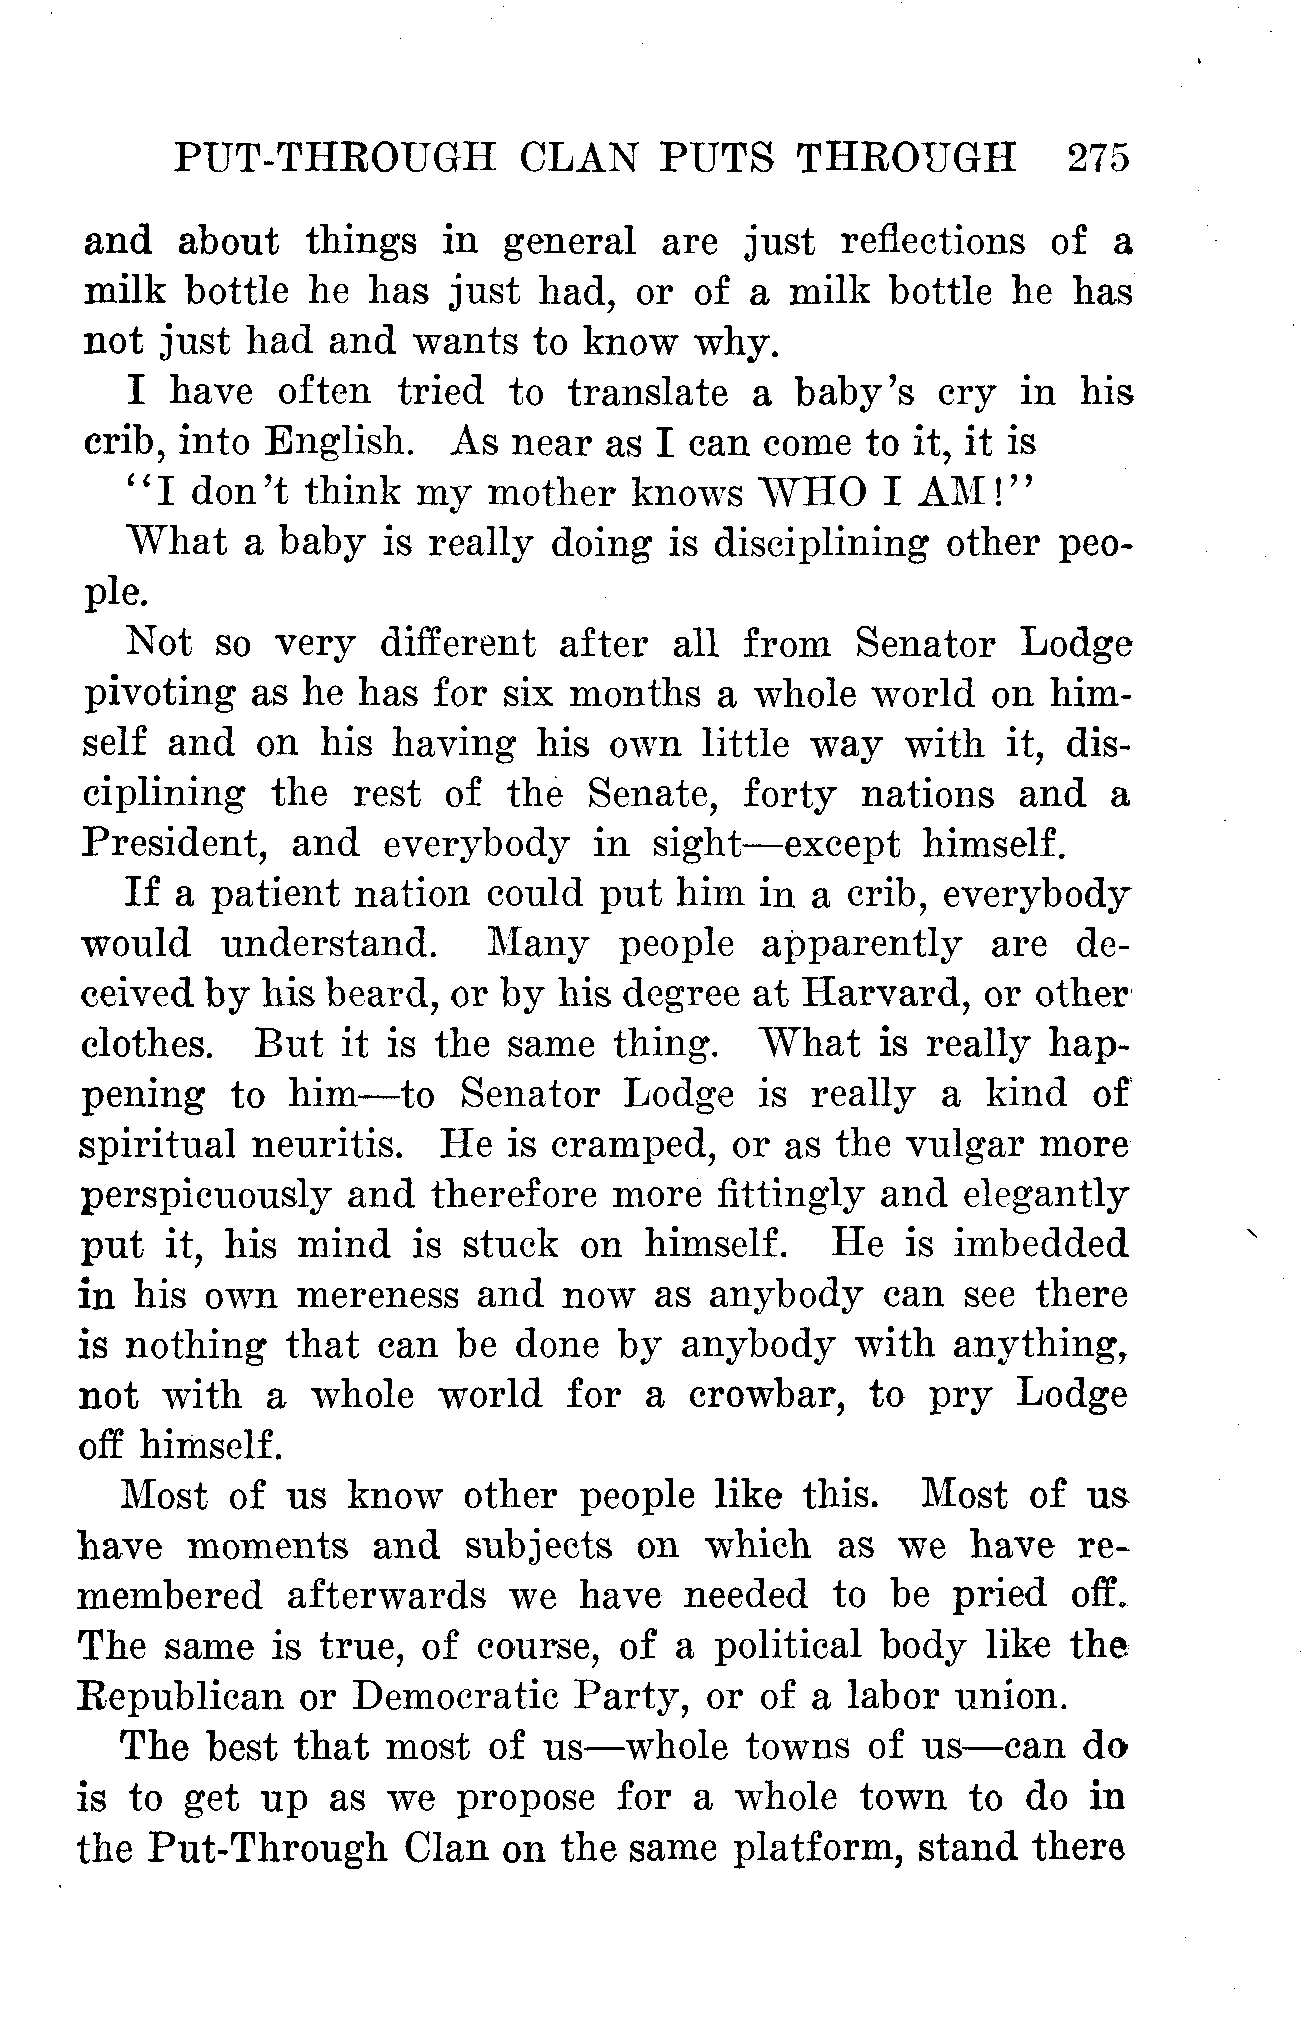 PUT-THROUGH CLAN PUTS THROUGH 275
and about things in general are just reflections of a
milk bottle he has just had, or of a milk bottle he has
not just had and wants to know why.
I have often tried to translate a baby's cry in his
crib, into English. As near as I can come to it, it is
"I don't think my mother knows WHO I AM!"
What a baby is really doing is disciplining other peo-
ple.
Not so very different after all from Senator Lodge
pivoting as he has for six months a whole world on him-
self and on his having his own little way with it, dis-
ciplining the rest of the Senate, forty nations and a
President, and everybody in sight—except himself.
If a patient nation could put him in a crib, everybody
would understand. Many people apparently are de-
ceived by his beard, or by his degree at Harvard, or other
clothes. But it is the same thing. What is really hap-
pening to him—to Senator Lodge is really a kind of
spiritual neuritis. He is cramped, or as the vulgar more
perspicuously and therefore more fittingly and elegantly
put it, his mind is stuck on himself. He is imbedded
in his own mereness and now as anybody can see there
is nothing that can be done by anybody with anything,
not with a whole world for a crowbar, to pry Lodge
off himself.
Most of us know other people like this. Most of us
have moments and subjects on which as we have re-
membered afterwards we have needed to be pried off.
The same is true, of course, of a political body like the
Republican or Democratic Party, or of a labor union.
The best that most of us—whole towns of us—can do
is to get up as we propose for a whole town to do in
the Put-Through Clan on the same platform, stand there